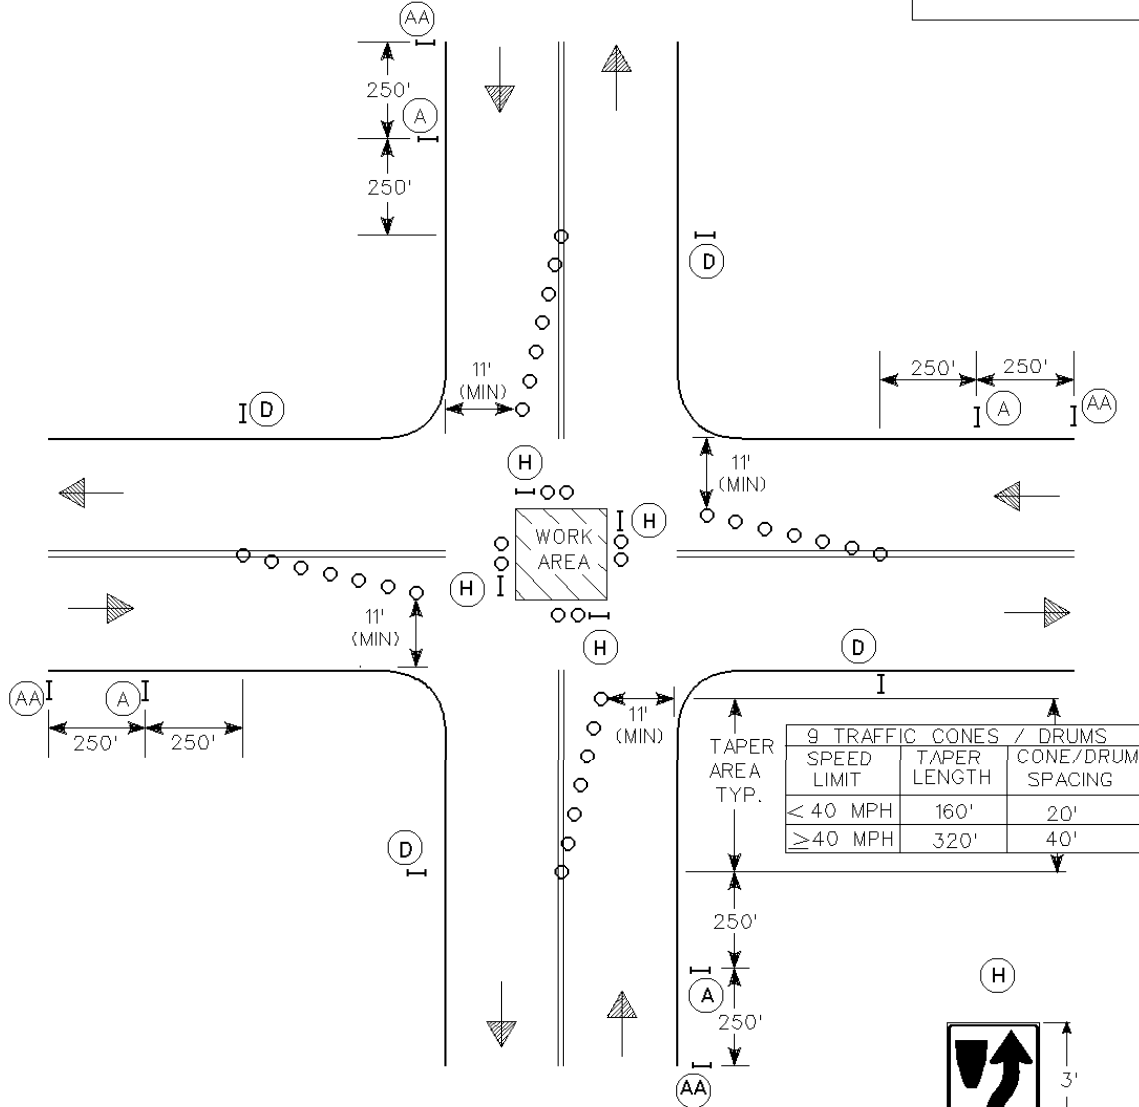 AA
250'
A
250'
D
11'
(MIN)
250'
250'
D
A
AA
H
11'
(MIN)
H
WORK
AREA
H
11'
(MIN)
H
D
AA
A
250'
250'
11'
(MIN)
TAPER
AREA
TYP.
9 TRAFFIC CONES / DRUMS
SPEED LIMIT
TAPER LENGTH
CONE/DRUM SPACING
< 40 MPH 160' 20'
≥40 MPH 320' 40'
D
250'
A
250'
H
3'
AA